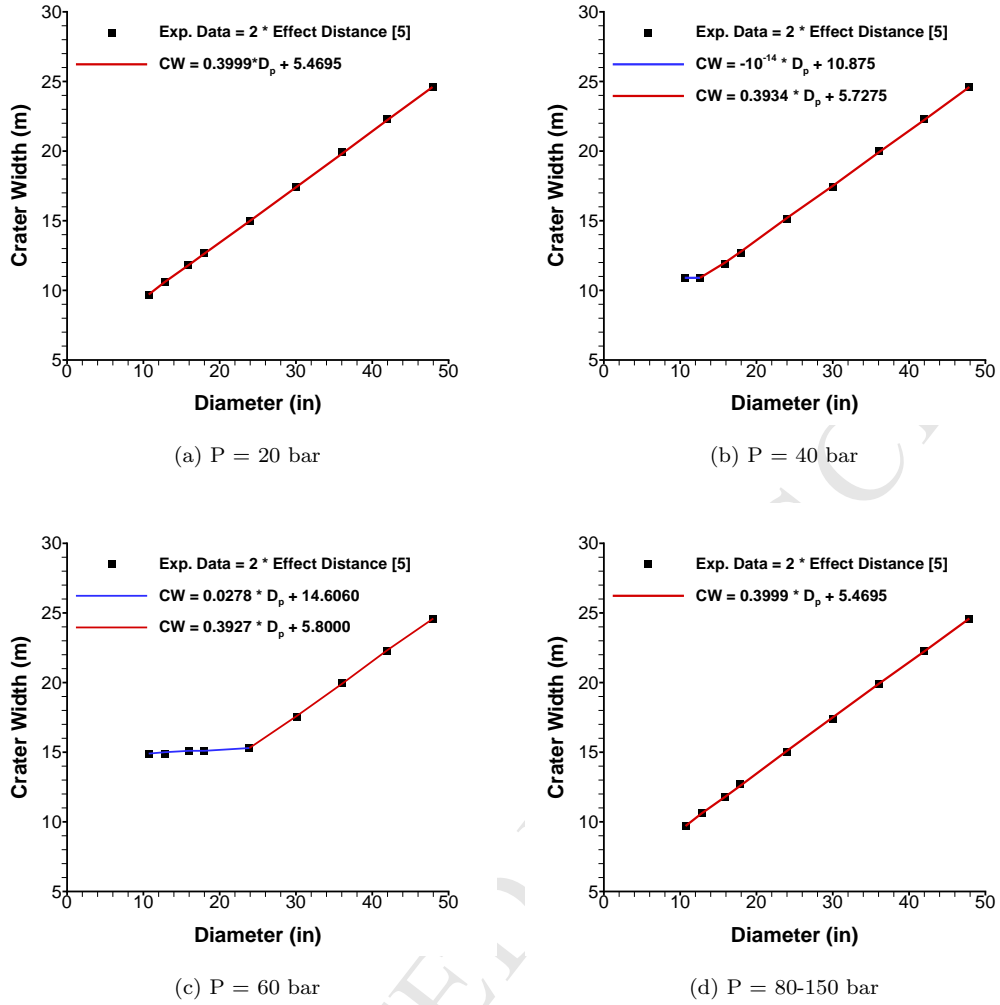 30
25
20
15
10
5
0 10 20 30 40 50
Crater Width (m)
Diameter (in)
Exp. Data = 2 * Effect Distance [5]
CW = 0.3999*Dp + 5.4695
(a) P = 20 bar
30
25
20
15
10
5
0 10 20 30 40 50
Crater Width (m)
Diameter (in)
Exp. Data = 2 * Effect Distance [5]
CW = -10^-14 * Dp + 10.875
CW = 0.3934 * Dp + 5.7275
(b) P = 40 bar
30
25
20
15
10
5
0 10 20 30 40 50
Crater Width (m)
Diameter (in)
Exp. Data = 2 * Effect Distance [5]
CW = 0.0278 * Dp + 14.6060
CW = 0.3927 * Dp + 5.8000
(c) P = 60 bar
30
25
20
15
10
5
0 10 20 30 40 50
Crater Width (m)
Diameter (in)
Exp. Data = 2 * Effect Distance [5]
CW = 0.3999 * Dp + 5.4695
(d) P = 80-150 bar